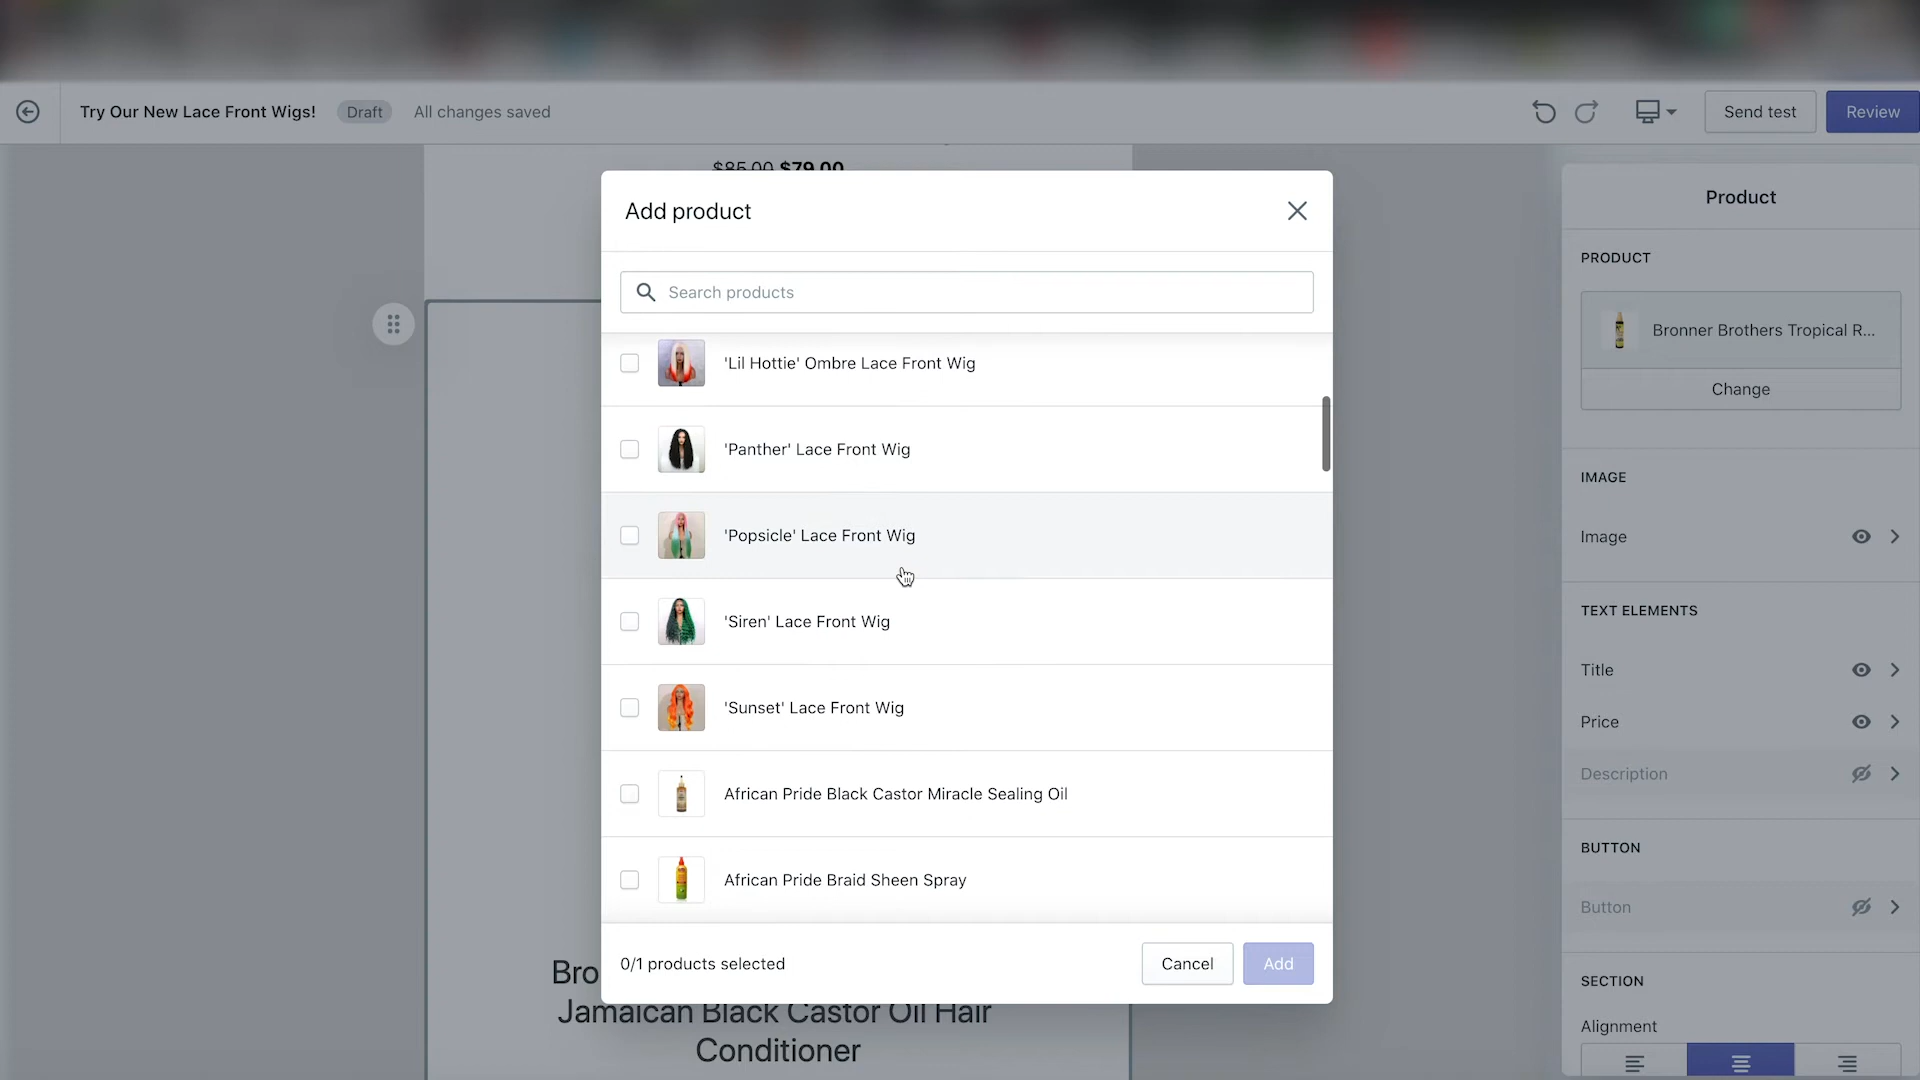 Try Our New Lace Front Wigs! Draft All changes saved
Send test
Review
$85.00 $79.00
Add product
Search products
'Lil Hottie' Ombre Lace Front Wig
'Panther' Lace Front Wig
'Popsicle' Lace Front Wig
'Siren' Lace Front Wig
'Sunset' Lace Front Wig
African Pride Black Castor Miracle Sealing Oil
African Pride Braid Sheen Spray
0/1 products selected
Cancel
Add
Bro
Jamaican Black Castor Oil Hair
Conditioner
Product
PRODUCT
Bronner Brothers Tropical R...
Change
IMAGE
Image
TEXT ELEMENTS
Title
Price
Description
BUTTON
Button
SECTION
Alignment